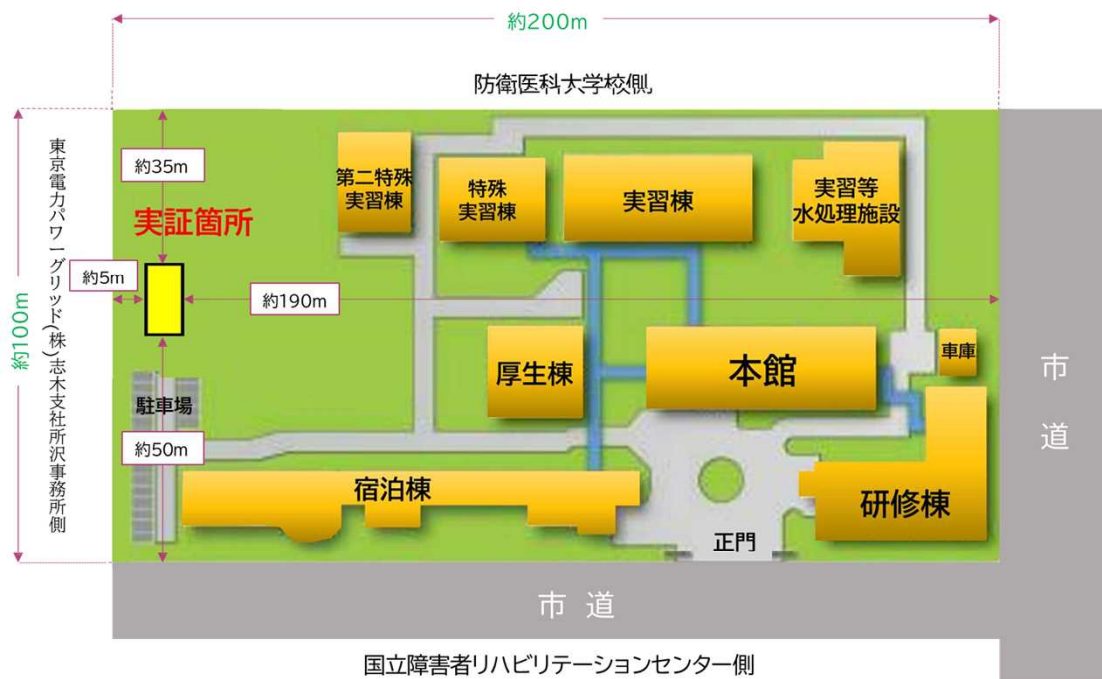 約200m
防衛医科大学校側
東京電力パワーグリッド(株)志木支社所沢事務所側
約100m
約35m
実証箇所
約5m
約190m
第二特殊
実習棟
特殊
実習棟
実習棟
実習等
水処理施設
厚生棟
本館
車庫
駐車場
約50m
宿泊棟
研修棟
正門
市道
市道
国立障害者リハビリテーションセンター側